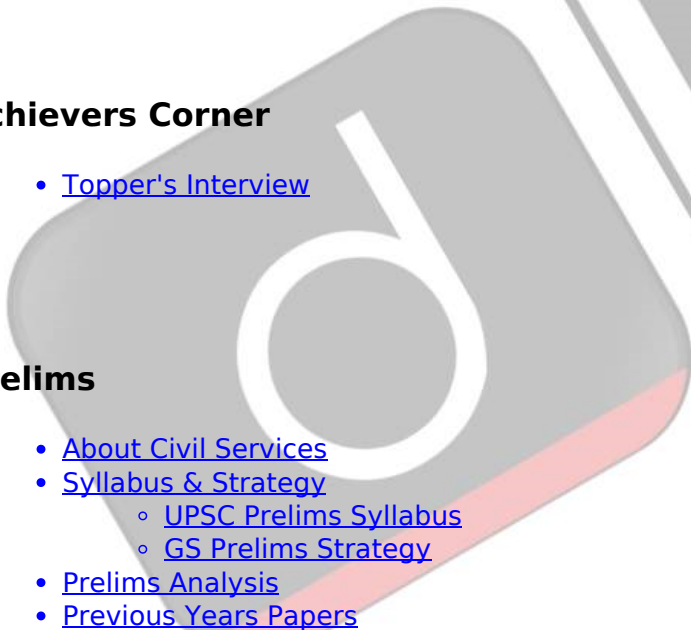 chievers Corner
Topper's Interview
elims
About Civil Services
Syllabus & Strategy
UPSC Prelims Syllabus
GS Prelims Strategy
Prelims Analysis
Previous Years Papers